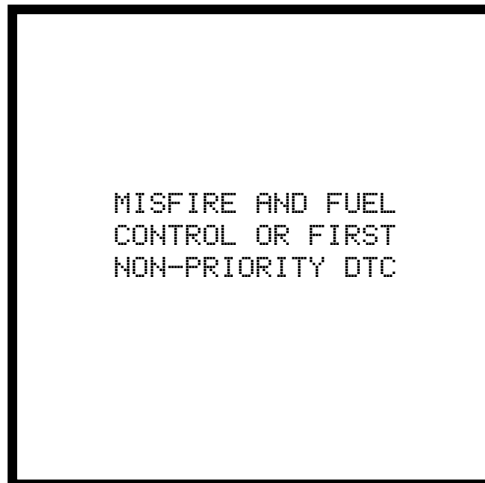 MISFIRE AND FUEL
CONTROL OR FIRST
NON-PRIORITY DTC